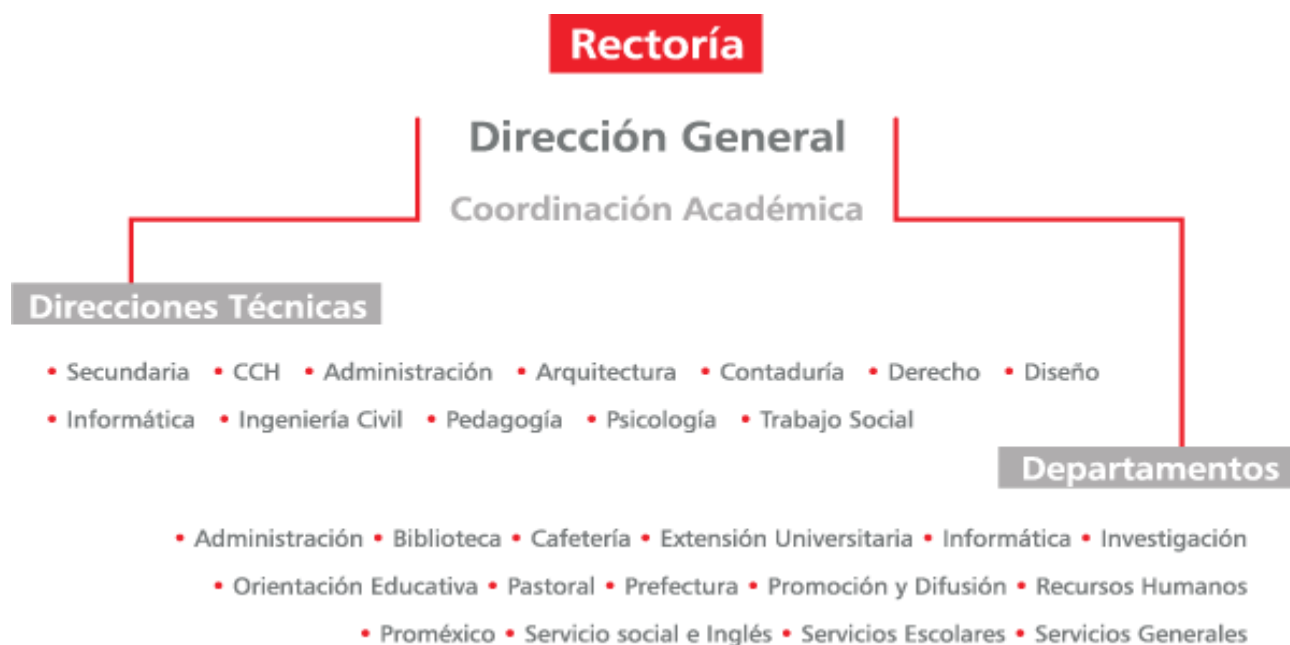 Rectoría
Dirección General
Coordinación Académica
Direcciones Técnicas
• Secundaria • CCH • Administración • Arquitectura • Contaduría • Derecho • Diseño
• Informática • Ingeniería Civil • Pedagogía • Psicología • Trabajo Social
Departamentos
• Administración • Biblioteca • Cafetería • Extensión Universitaria • Informática • Investigación
• Orientación Educativa • Pastoral • Prefectura • Promoción y Difusión • Recursos Humanos
• Proméxico • Servicio social e Inglés • Servicios Escolares • Servicios Generales